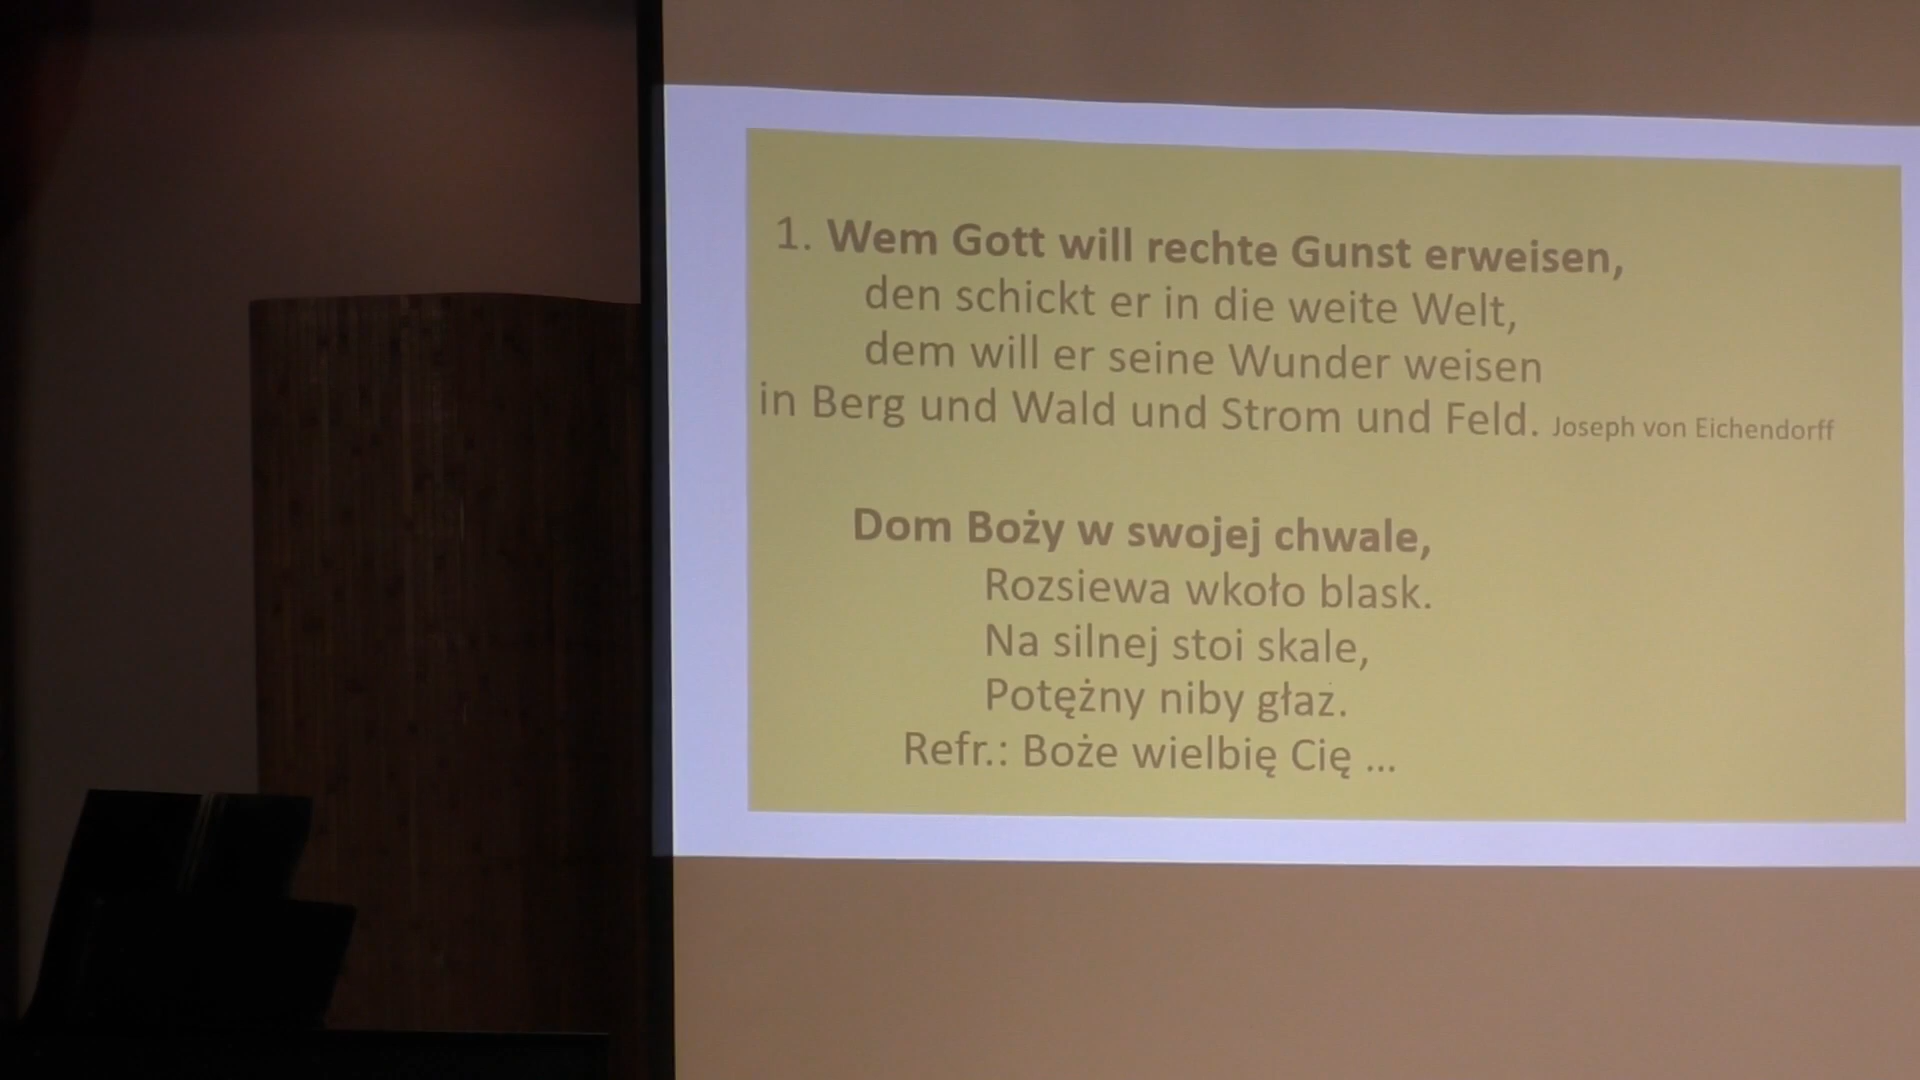 1. Wem Gott will rechte Gunst erweisen,
den schickt er in die weite Welt,
dem will er seine Wunder weisen
in Berg und Wald und Strom und Feld. Joseph von Eichendorff
Dom Boży w swojej chwale,
Rozsiewa wkoło blask.
Na silnej stoi skale,
Potężny niby głaz.
Refr.: Boże wielbię Cię ...